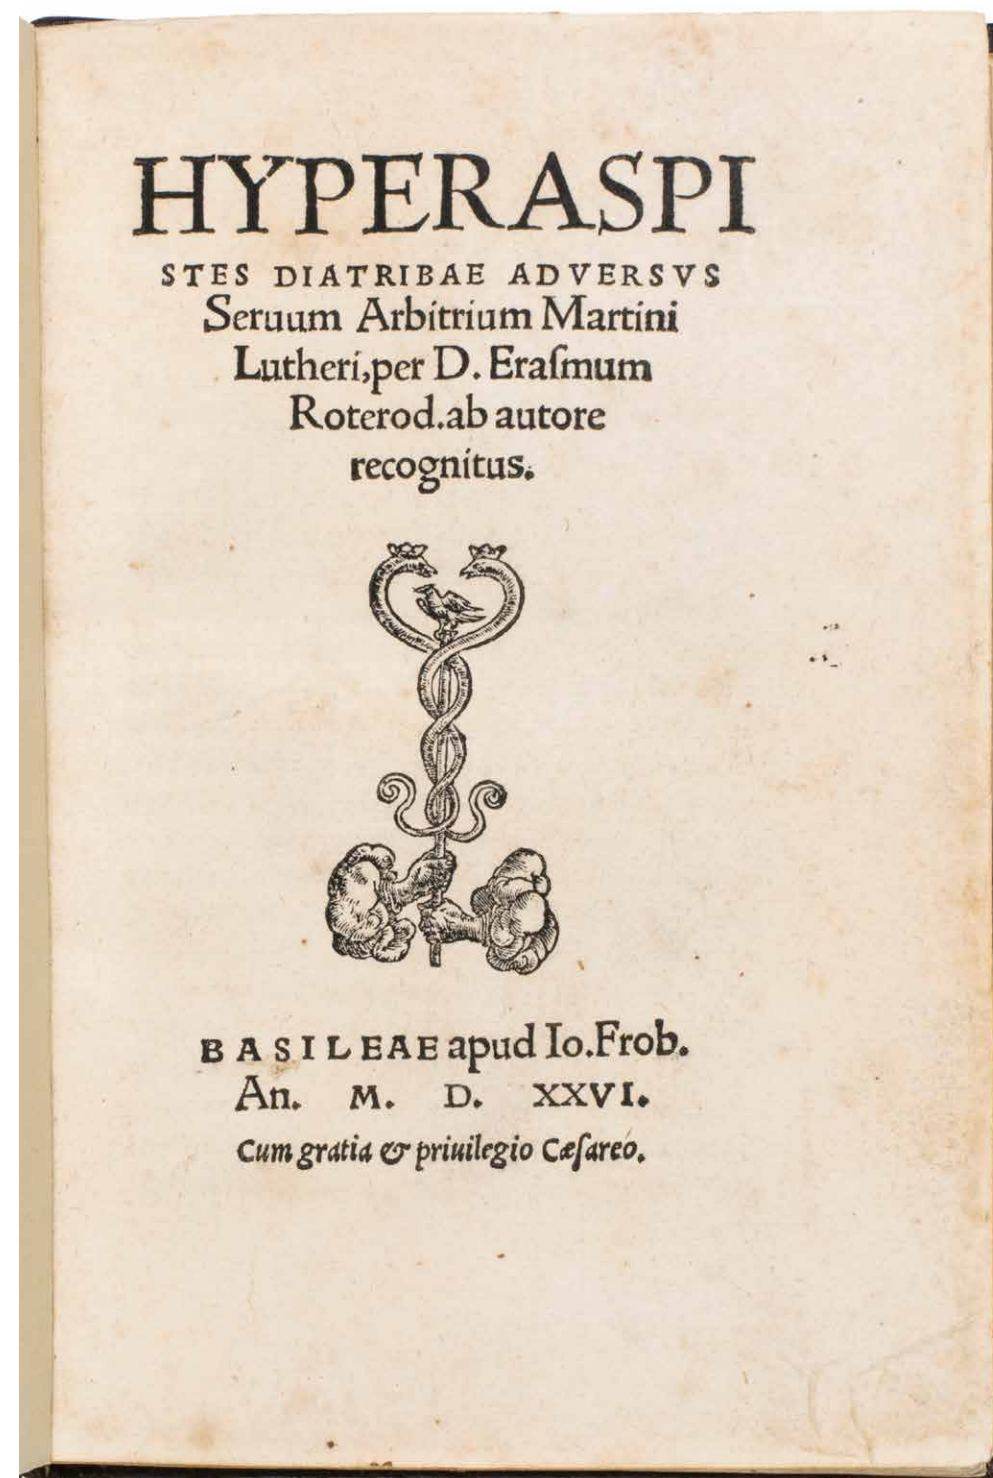 HYPERASPI
STES DIATRIBAE ADVERSVS
Seruum Arbitrium Martini
Lutheri, per D. Eraſmum
Roterod. ab autore
recognitus.
BASILEAE apud Io. Frob.
An. M. D. XXVI.
Cum gratia & priuilegio Cæſareo.